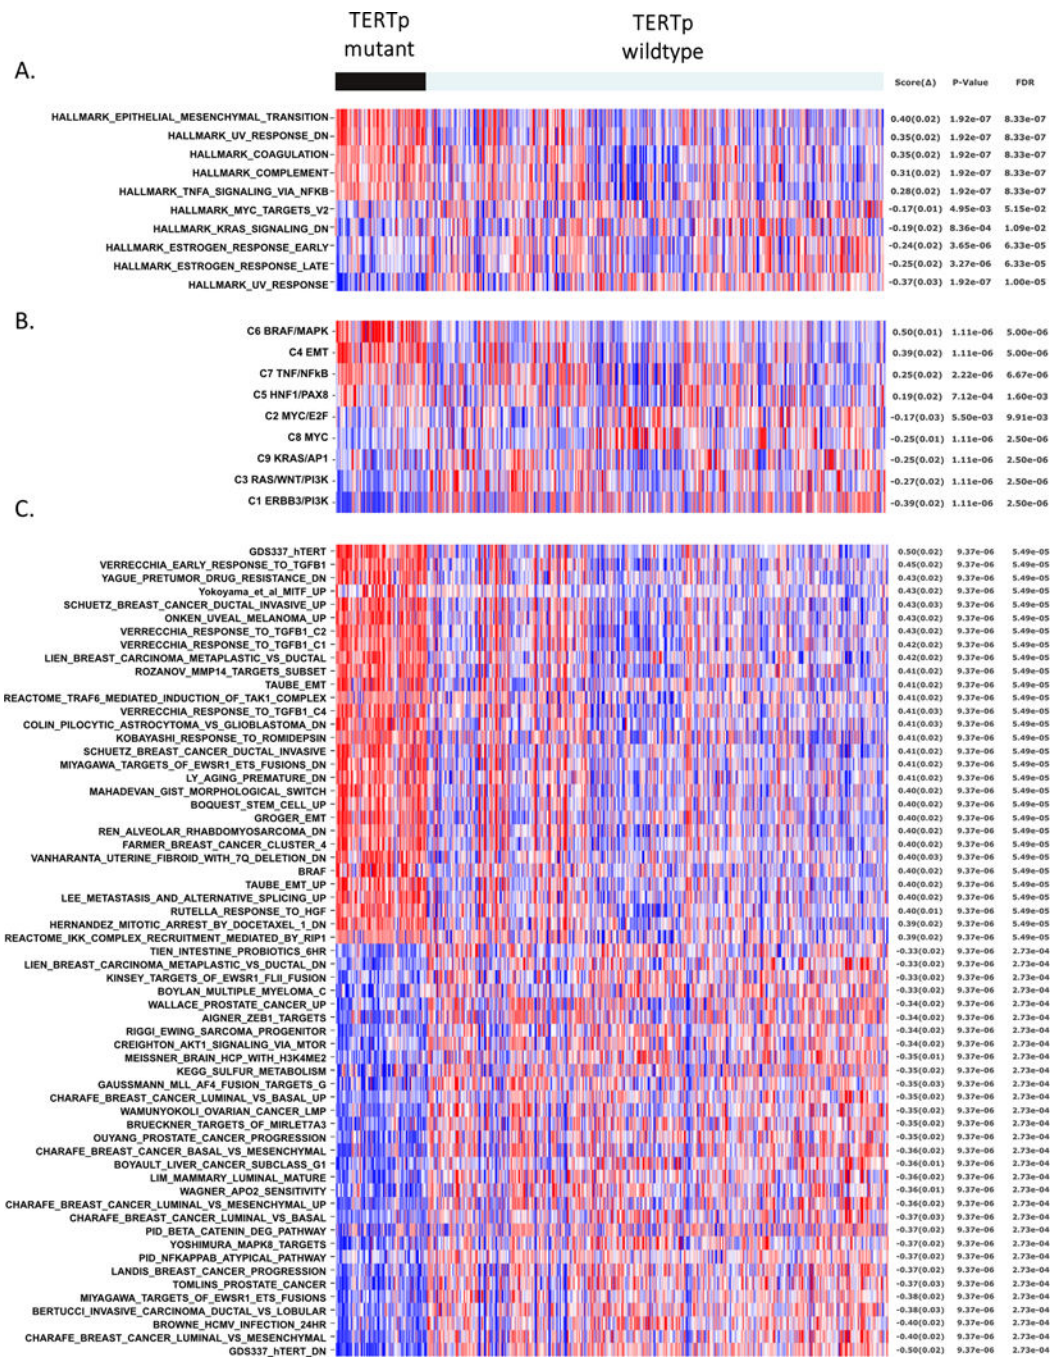 TERTp
mutant
TERTp
wildtype
A.
Score(Δ) P-Value FDR
HALLMARK_EPITHELIAL_MESENCHYMAL_TRANSITION 0.40(0.02) 1.92e-07 8.33e-07
HALLMARK_UV_RESPONSE_DN 0.35(0.02) 1.92e-07 8.33e-07
HALLMARK_COAGULATION 0.35(0.02) 1.92e-07 8.33e-07
HALLMARK_COMPLEMENT 0.31(0.02) 1.92e-07 8.33e-07
HALLMARK_TNFA_SIGNALING_VIA_NFKB 0.28(0.02) 1.92e-07 8.33e-07
HALLMARK_MYC_TARGETS_V2 -0.17(0.01) 4.95e-03 5.15e-02
HALLMARK_KRAS_SIGNALING_DN -0.19(0.02) 8.36e-04 1.09e-02
HALLMARK_ESTROGEN_RESPONSE_EARLY -0.24(0.02) 3.65e-06 6.33e-05
HALLMARK_ESTROGEN_RESPONSE_LATE -0.25(0.02) 3.27e-06 6.33e-05
HALLMARK_UV_RESPONSE -0.37(0.03) 1.92e-07 1.00e-05
B.
C6 BRAF/MAPK 0.50(0.01) 1.11e-06 5.00e-06
C4 EMT 0.39(0.02) 1.11e-06 5.00e-06
C7 TNF/NFkB 0.25(0.02) 2.22e-06 6.67e-06
C5 HNF1/PAX8 0.19(0.02) 7.12e-04 1.60e-03
C2 MYC/E2F -0.17(0.03) 5.50e-03 9.91e-03
C8 MYC -0.25(0.01) 1.11e-06 2.50e-06
C9 KRAS/AP1 -0.25(0.02) 1.11e-06 2.50e-06
C3 RAS/WNT/PI3K -0.27(0.02) 1.11e-06 2.50e-06
C1 ERBB3/PI3K -0.39(0.02) 1.11e-06 2.50e-06
C.
GDS337_hTERT 0.50(0.02) 9.37e-06 5.49e-05
VERRECCHIA_EARLY_RESPONSE_TO_TGFB1 0.45(0.02) 9.37e-06 5.49e-05
YAGUE_PRETUMOR_DRUG_RESISTANCE_DN 0.43(0.02) 9.37e-06 5.49e-05
Yokoyama_et_al_MITF_UP 0.43(0.02) 9.37e-06 5.49e-05
SCHUETZ_BREAST_CANCER_DUCTAL_INVASIVE_UP 0.43(0.03) 9.37e-06 5.49e-05
ONKEN_UVEAL_MELANOMA_UP 0.43(0.02) 9.37e-06 5.49e-05
VERRECCHIA_RESPONSE_TO_TGFB1_C2 0.43(0.02) 9.37e-06 5.49e-05
VERRECCHIA_RESPONSE_TO_TGFB1_C1 0.42(0.02) 9.37e-06 5.49e-05
LIEN_BREAST_CARCINOMA_METAPLASTIC_VS_DUCTAL 0.42(0.02) 9.37e-06 5.49e-05
ROZANOV_MMP14_TARGETS_SUBSET 0.41(0.02) 9.37e-06 5.49e-05
TAUBE_EMT 0.41(0.02) 9.37e-06 5.49e-05
REACTOME_TRAF6_MEDIATED_INDUCTION_OF_TAK1_COMPLEX 0.41(0.02) 9.37e-06 5.49e-05
VERRECCHIA_RESPONSE_TO_TGFB1_C4 0.41(0.03) 9.37e-06 5.49e-05
COLIN_PILOCYTIC_ASTROCYTOMA_VS_GLIOBLASTOMA_DN 0.41(0.03) 9.37e-06 5.49e-05
KOBAYASHI_RESPONSE_TO_ROMIDEPSIN 0.41(0.02) 9.37e-06 5.49e-05
SCHUETZ_BREAST_CANCER_DUCTAL_INVASIVE 0.41(0.02) 9.37e-06 5.49e-05
MIYAGAWA_TARGETS_OF_EWSR1_ETS_FUSIONS_DN 0.41(0.02) 9.37e-06 5.49e-05
LY_AGING_PREMATURE_DN 0.41(0.02) 9.37e-06 5.49e-05
MAHADEVAN_GIST_MORPHOLOGICAL_SWITCH 0.40(0.02) 9.37e-06 5.49e-05
BOQUEST_STEM_CELL_UP 0.40(0.02) 9.37e-06 5.49e-05
GROGER_EMT 0.40(0.02) 9.37e-06 5.49e-05
REN_ALVEOLAR_RHABDOMYOSARCOMA_DN 0.40(0.02) 9.37e-06 5.49e-05
FARMER_BREAST_CANCER_CLUSTER_4 0.40(0.02) 9.37e-06 5.49e-05
VANHARANTA_UTERINE_FIBROID_WITH_7Q_DELETION_DN 0.40(0.03) 9.37e-06 5.49e-05
BRAF 0.40(0.02) 9.37e-06 5.49e-05
TAUBE_EMT_UP 0.40(0.02) 9.37e-06 5.49e-05
LEE_METASTASIS_AND_ALTERNATIVE_SPLICING_UP 0.40(0.02) 9.37e-06 5.49e-05
RUTELLA_RESPONSE_TO_HGF 0.40(0.01) 9.37e-06 5.49e-05
HERNANDEZ_MITOTIC_ARREST_BY_DOCETAXEL_1_DN 0.39(0.02) 9.37e-06 5.49e-05
REACTOME_IKK_COMPLEX_RECRUITMENT_MEDIATED_BY_RIP1 0.39(0.02) 9.37e-06 5.49e-05
TIEN_INTESTINE_PROBIOTICS_6HR -0.33(0.02) 9.37e-06 2.73e-04
LIEN_BREAST_CARCINOMA_METAPLASTIC_VS_DUCTAL_DN -0.33(0.02) 9.37e-06 2.73e-04
KINSEY_TARGETS_OF_EWSR1_FLII_FUSION -0.33(0.02) 9.37e-06 2.73e-04
BOYLAN_MULTIPLE_MYELOMA_C -0.33(0.02) 9.37e-06 2.73e-04
WALLACE_PROSTATE_CANCER_UP -0.34(0.02) 9.37e-06 2.73e-04
AIGNER_ZEB1_TARGETS -0.34(0.02) 9.37e-06 2.73e-04
RIGGI_EWING_SARCOMA_PROGENITOR -0.34(0.02) 9.37e-06 2.73e-04
CREIGHTON_AKT1_SIGNALING_VIA_MTOR -0.34(0.02) 9.37e-06 2.73e-04
MEISSNER_BRAIN_HCP_WITH_H3K4ME2 -0.35(0.01) 9.37e-06 2.73e-04
KEGG_SULFUR_METABOLISM -0.35(0.02) 9.37e-06 2.73e-04
GAUSSMANN_MLL_AF4_FUSION_TARGETS_G -0.35(0.03) 9.37e-06 2.73e-04
CHARAFE_BREAST_CANCER_LUMINAL_VS_BASAL_UP -0.35(0.02) 9.37e-06 2.73e-04
WAMUNYOKOLI_OVARIAN_CANCER_LMP -0.35(0.02) 9.37e-06 2.73e-04
BRUECKNER_TARGETS_OF_MIRLET7A3 -0.35(0.02) 9.37e-06 2.73e-04
OUYANG_PROSTATE_CANCER_PROGRESSION -0.35(0.02) 9.37e-06 2.73e-04
CHARAFE_BREAST_CANCER_BASAL_VS_MESENCHYMAL -0.36(0.02) 9.37e-06 2.73e-04
BOYAULT_LIVER_CANCER_SUBCLASS_G1 -0.36(0.01) 9.37e-06 2.73e-04
LIM_MAMMARY_LUMINAL_MATURE -0.36(0.02) 9.37e-06 2.73e-04
WAGNER_APO2_SENSITIVITY -0.36(0.01) 9.37e-06 2.73e-04
CHARAFE_BREAST_CANCER_LUMINAL_VS_MESENCHYMAL_UP -0.36(0.02) 9.37e-06 2.73e-04
CHARAFE_BREAST_CANCER_LUMINAL_VS_BASAL -0.37(0.03) 9.37e-06 2.73e-04
PID_BETA_CATENIN_DEG_PATHWAY -0.37(0.02) 9.37e-06 2.73e-04
YOSHIMURA_MAPK8_TARGETS -0.37(0.02) 9.37e-06 2.73e-04
PID_NFKAPPAB_ATYPICAL_PATHWAY -0.37(0.02) 9.37e-06 2.73e-04
LANDIS_BREAST_CANCER_PROGRESSION -0.37(0.02) 9.37e-06 2.73e-04
TOMLINS_PROSTATE_CANCER -0.37(0.03) 9.37e-06 2.73e-04
MIYAGAWA_TARGETS_OF_EWSR1_ETS_FUSIONS -0.38(0.02) 9.37e-06 2.73e-04
BERTUCCI_INVASIVE_CARCINOMA_DUCTAL_VS_LOBULAR -0.38(0.03) 9.37e-06 2.73e-04
BROWNE_HCMV_INFECTION_24HR -0.40(0.02) 9.37e-06 2.73e-04
CHARAFE_BREAST_CANCER_LUMINAL_VS_MESENCHYMAL -0.40(0.02) 9.37e-06 2.73e-04
GDS337_hTERT_DN -0.50(0.02) 9.37e-06 2.73e-04